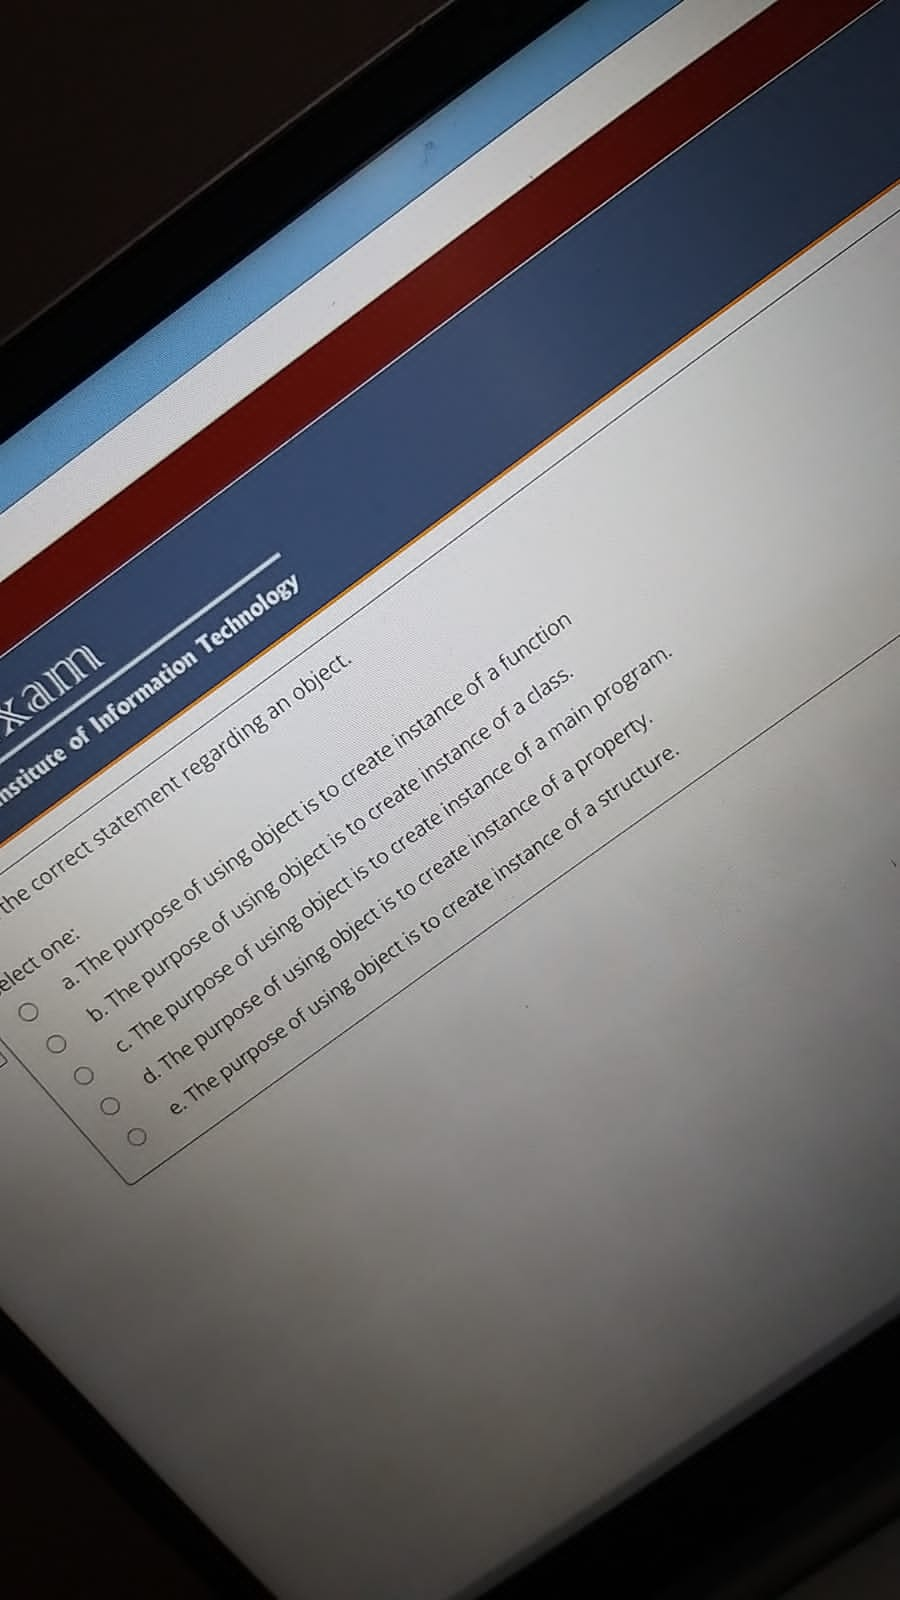 xam
nstitute of Information Technology
the correct statement regarding an object.
elect one:
a. The purpose of using object is to create instance of a function
b. The purpose of using object is to create instance of a class.
c. The purpose of using object is to create instance of a main program.
d. The purpose of using object is to create instance of a property.
e. The purpose of using object is to create instance of a structure.